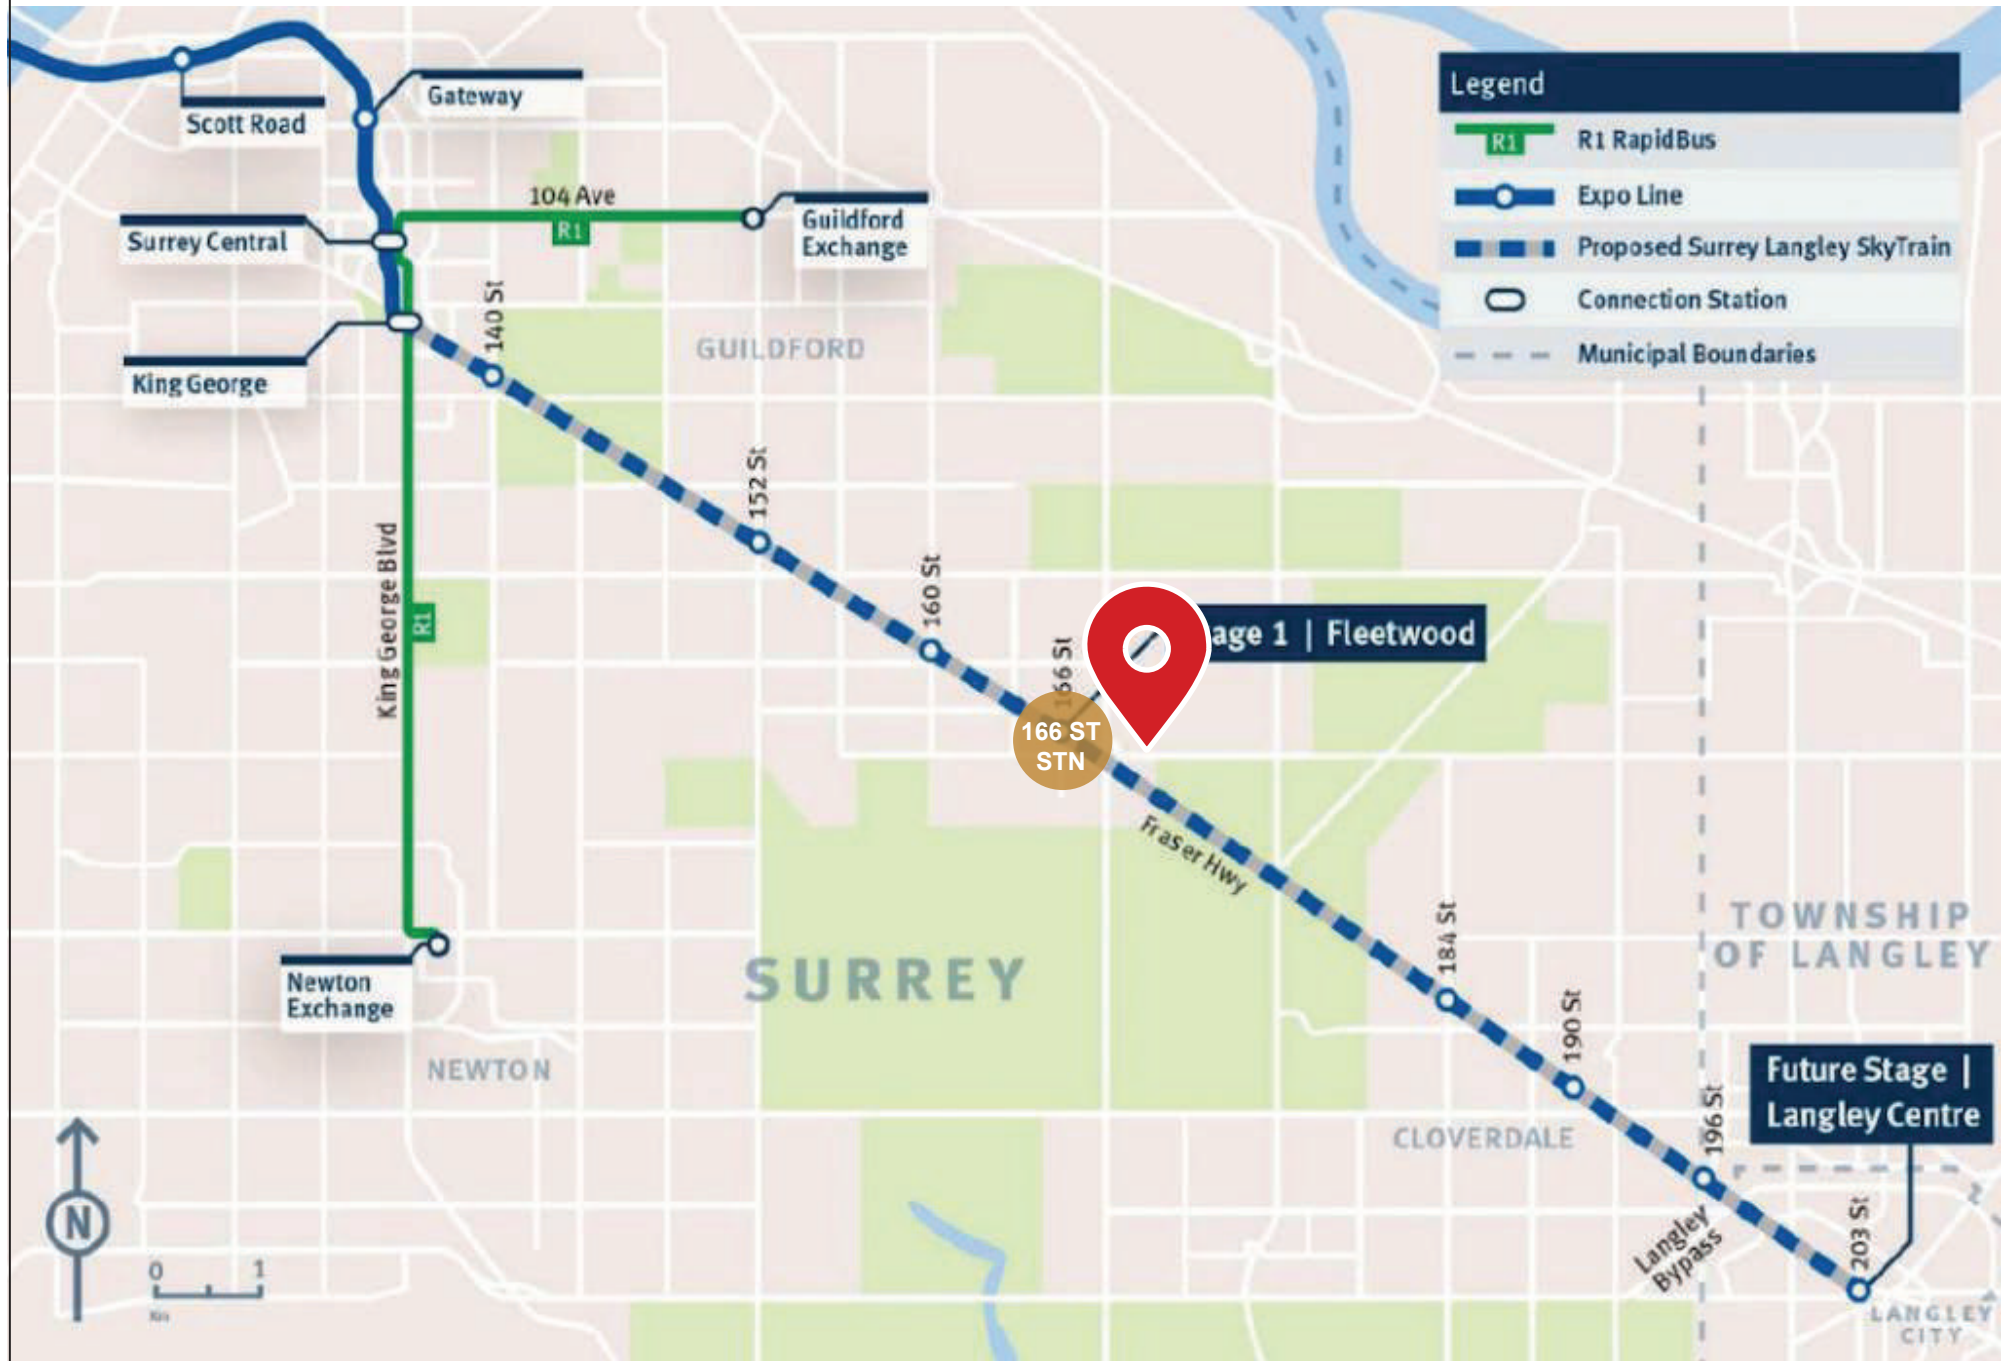 Scott Road
Gateway
104 Ave
R1
Guildford
Exchange
Surrey Central
King George
140 St
GUILDFORD
Legend
R1
R1 RapidBus
Expo Line
Proposed Surrey Langley SkyTrain
Connection Station
Municipal Boundaries
152 St
King George Blvd
R1
160 St
166 St
age 1 | Fleetwood
166 ST
STN
Fraser Hwy
SURREY
184 St
TOWNSHIP
OF LANGLEY
Newton
Exchange
NEWTON
190 St
196 St
Future Stage |
Langley Centre
CLOVERDALE
N
0 1
Km
Langley
Bypass
203 St
LANGLEY
CITY